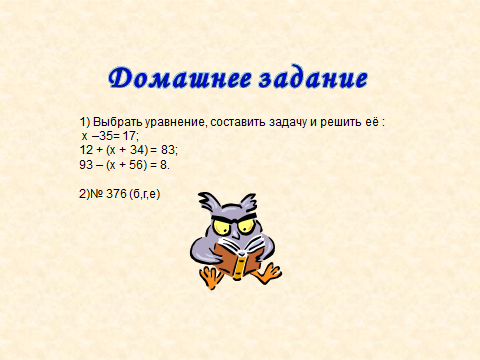 Домашнее задание
1) Выбрать уравнение, составить задачу и решить её :
х –35= 17;
12 + (х + 34) = 83;
93 – (х + 56) = 8.
2)№ 376 (б,г,е)